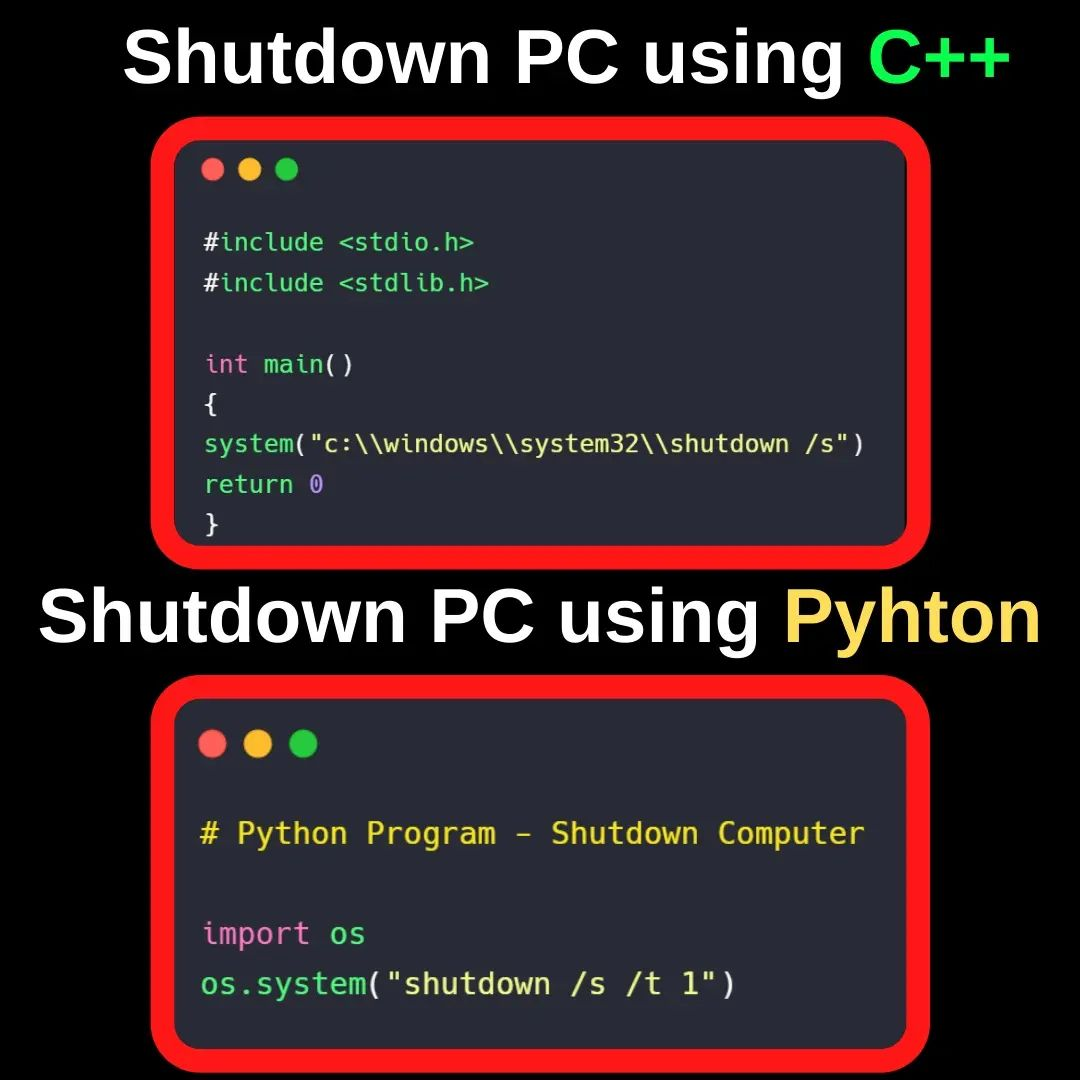 Shutdown PC using C++
#include <stdio.h>
#include <stdlib.h>
int main()
{
system("c:\\windows\\system32\\shutdown /s")
return 0
}
Shutdown PC using Pyhton
# Python Program - Shutdown Computer
import os
os.system("shutdown /s /t 1")